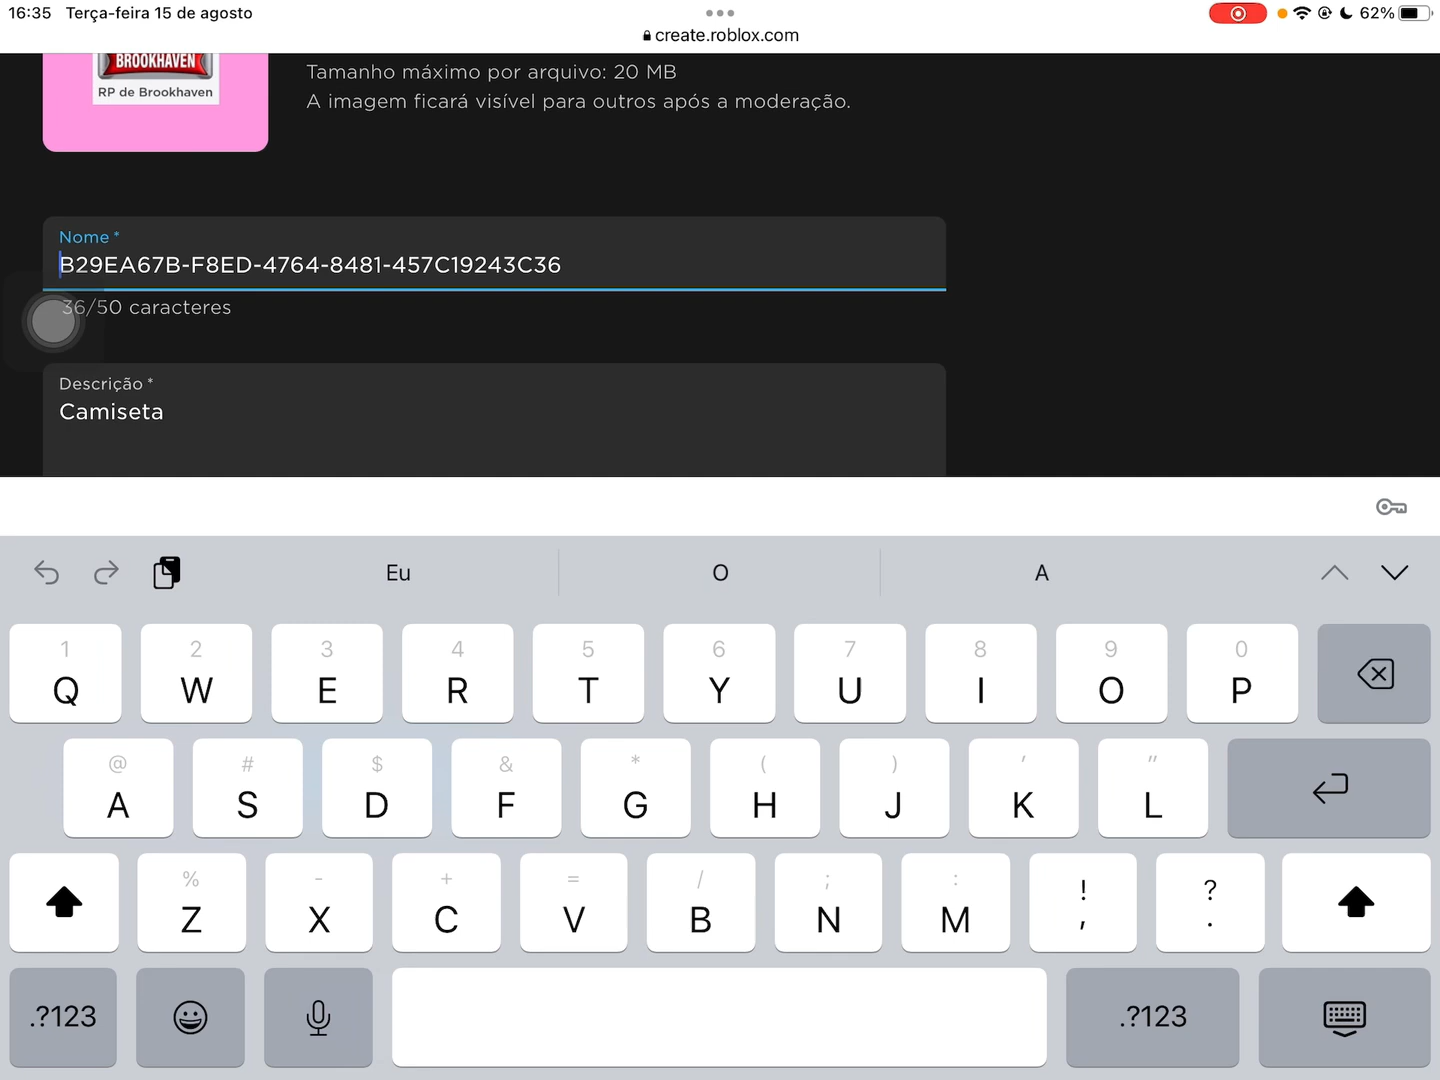 16:35 Terça-feira 15 de agosto
62%
create.roblox.com
BROOKHAVEN
RP de Brookhaven
Tamanho máximo por arquivo: 20 MB
A imagem ficará visível para outros após a moderação.
Nome *
B29EA67B-F8ED-4764-8481-457C19243C36
36/50 caracteres
Descrição *
Camiseta
Eu O A
1 2 3 4 5 6 7 8 9 0
Q W E R T Y U I O P
@ # $ & * ( ) ' "
A S D F G H J K L
% - + = / ; : ! ?
Z X C V B N M , .
.?123 .?123